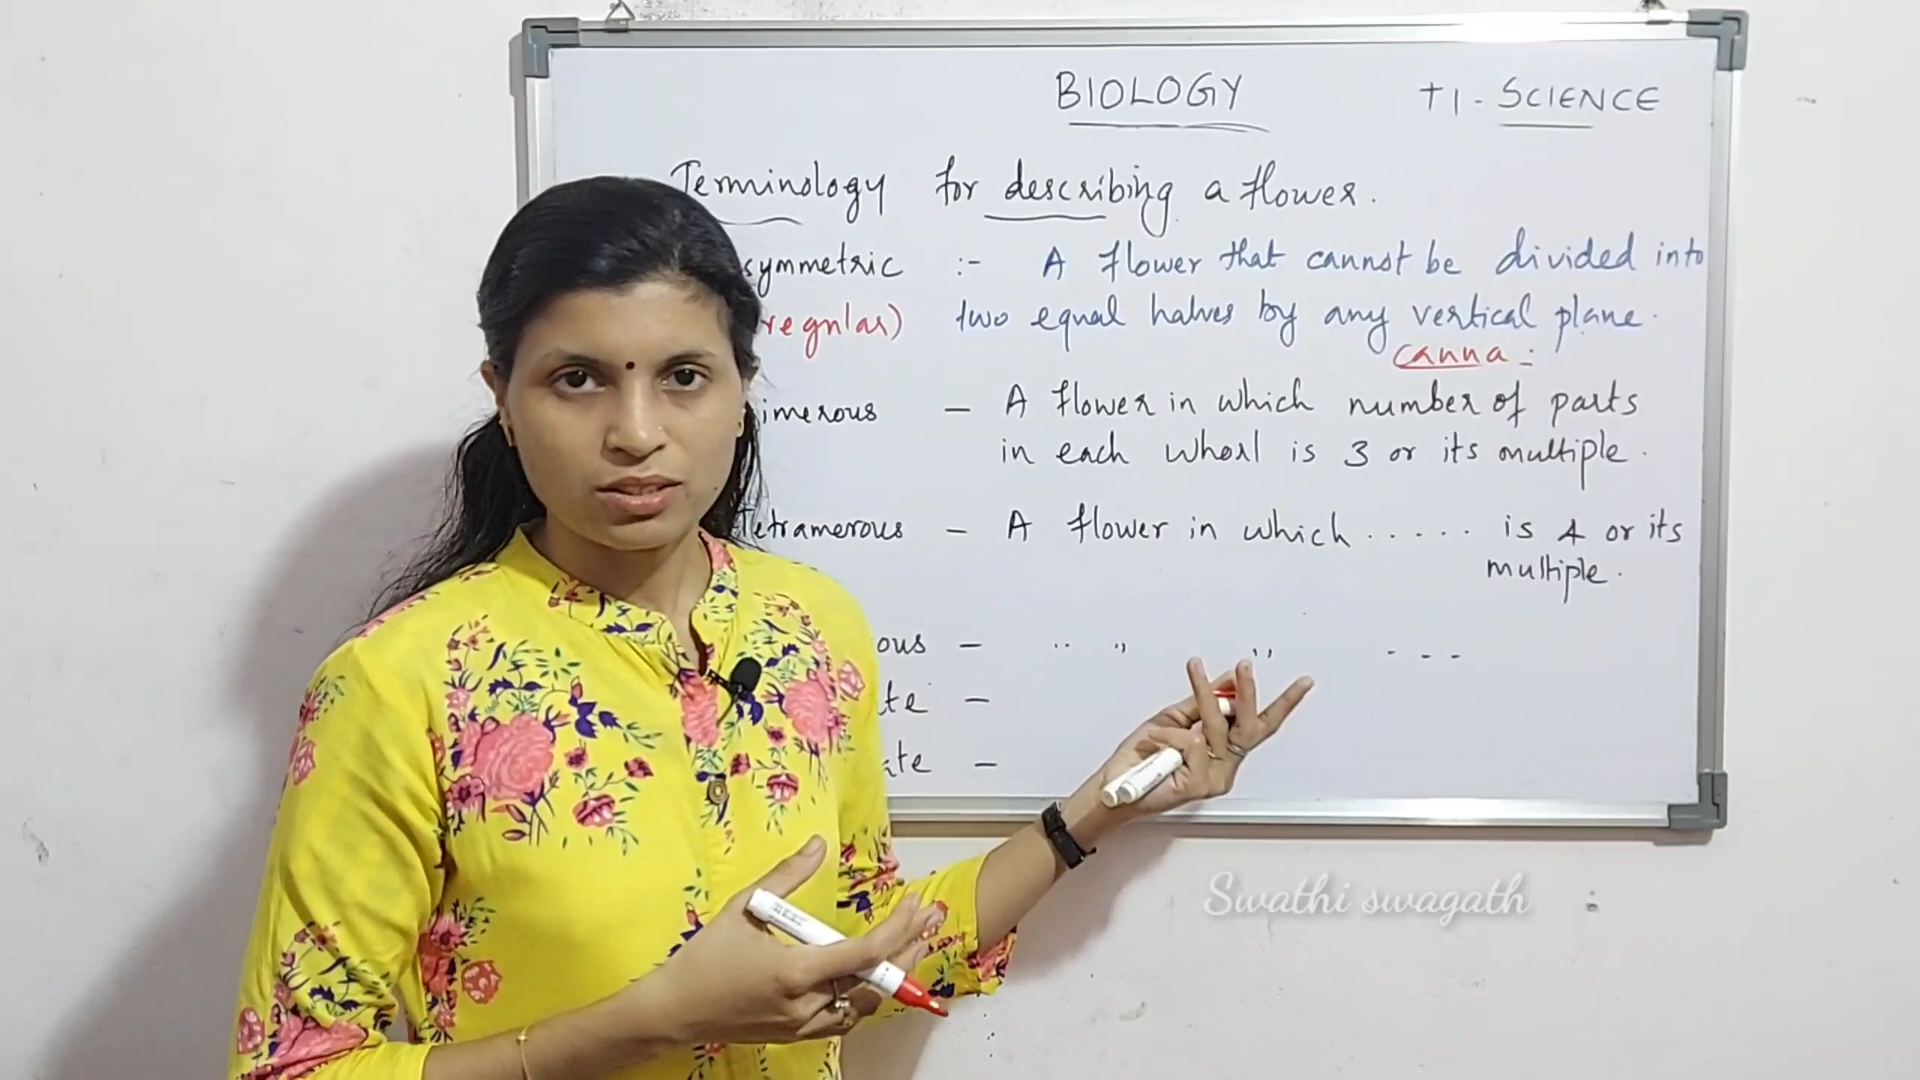 BIOLOGY +1 - SCIENCE
Terminology for describing a flower.
symmetric :- A flower that cannot be divided into
regular) two equal halves by any vertical plane.
canna :
imerous - A flower in which number of parts
in each whorl is 3 or its multiple.
Tetramerous - A flower in which ..... is 4 or its
multiple.
ous - " " " - - -
te -
ate -
Swathi swagath